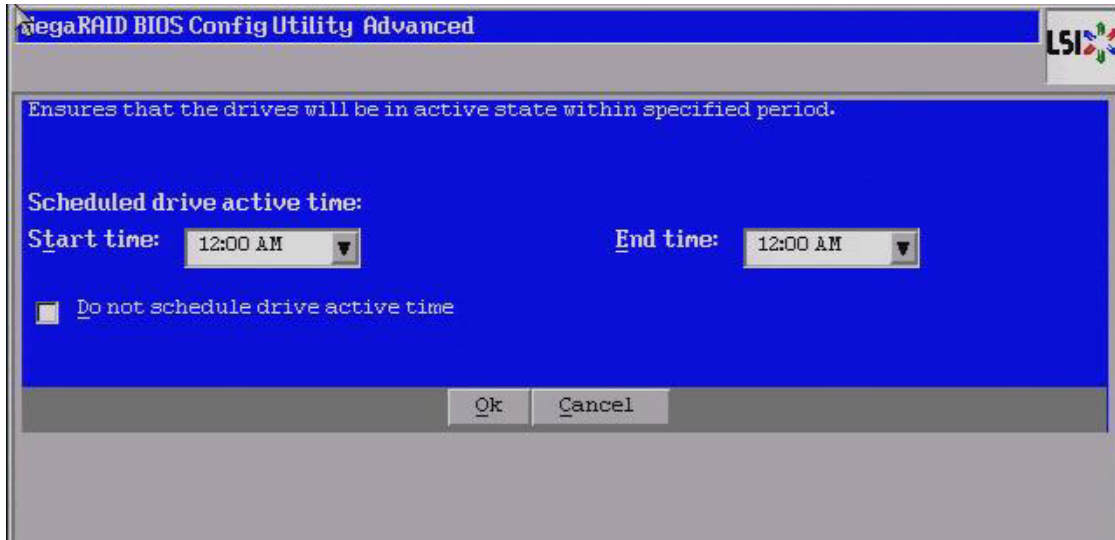 MegaRAID BIOS Config Utility Advanced
LSI
Ensures that the drives will be in active state within specified period.
Scheduled drive active time:
Start time: 12:00 AM End time: 12:00 AM
Do not schedule drive active time
Ok Cancel